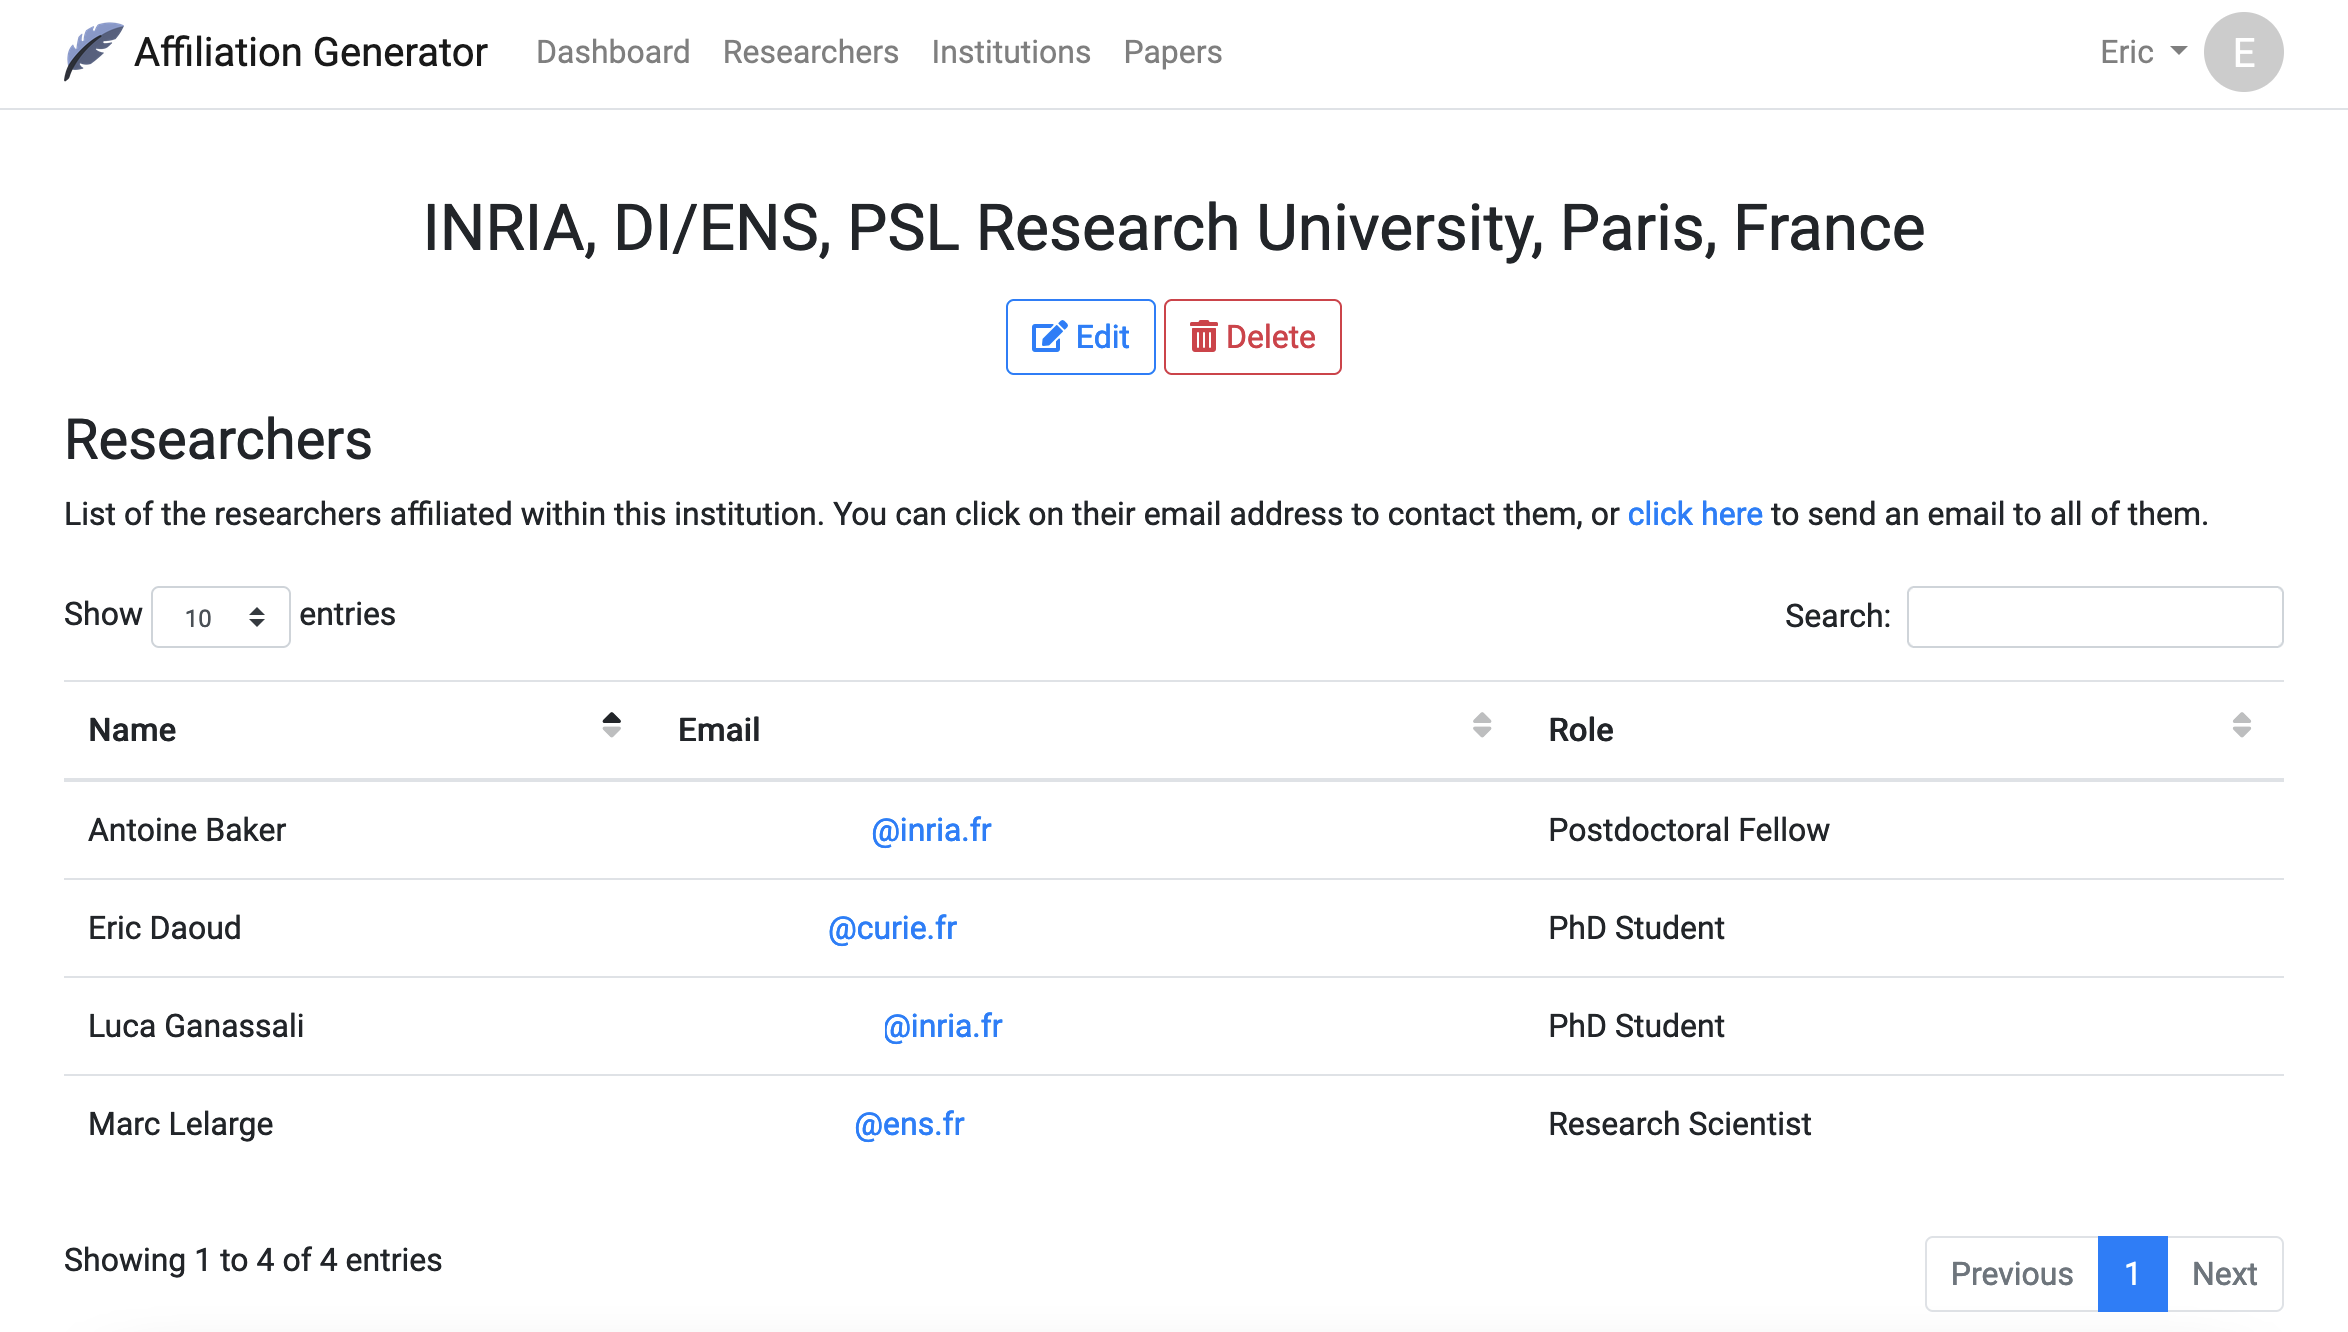 Affiliation Generator Dashboard Researchers Institutions Papers Eric E
INRIA, DI/ENS, PSL Research University, Paris, France
Edit Delete
Researchers
List of the researchers affiliated within this institution. You can click on their email address to contact them, or click here to send an email to all of them.
Show 10 entries Search:
Name Email Role
Antoine Baker @inria.fr Postdoctoral Fellow
Eric Daoud @curie.fr PhD Student
Luca Ganassali @inria.fr PhD Student
Marc Lelarge @ens.fr Research Scientist
Showing 1 to 4 of 4 entries Previous 1 Next